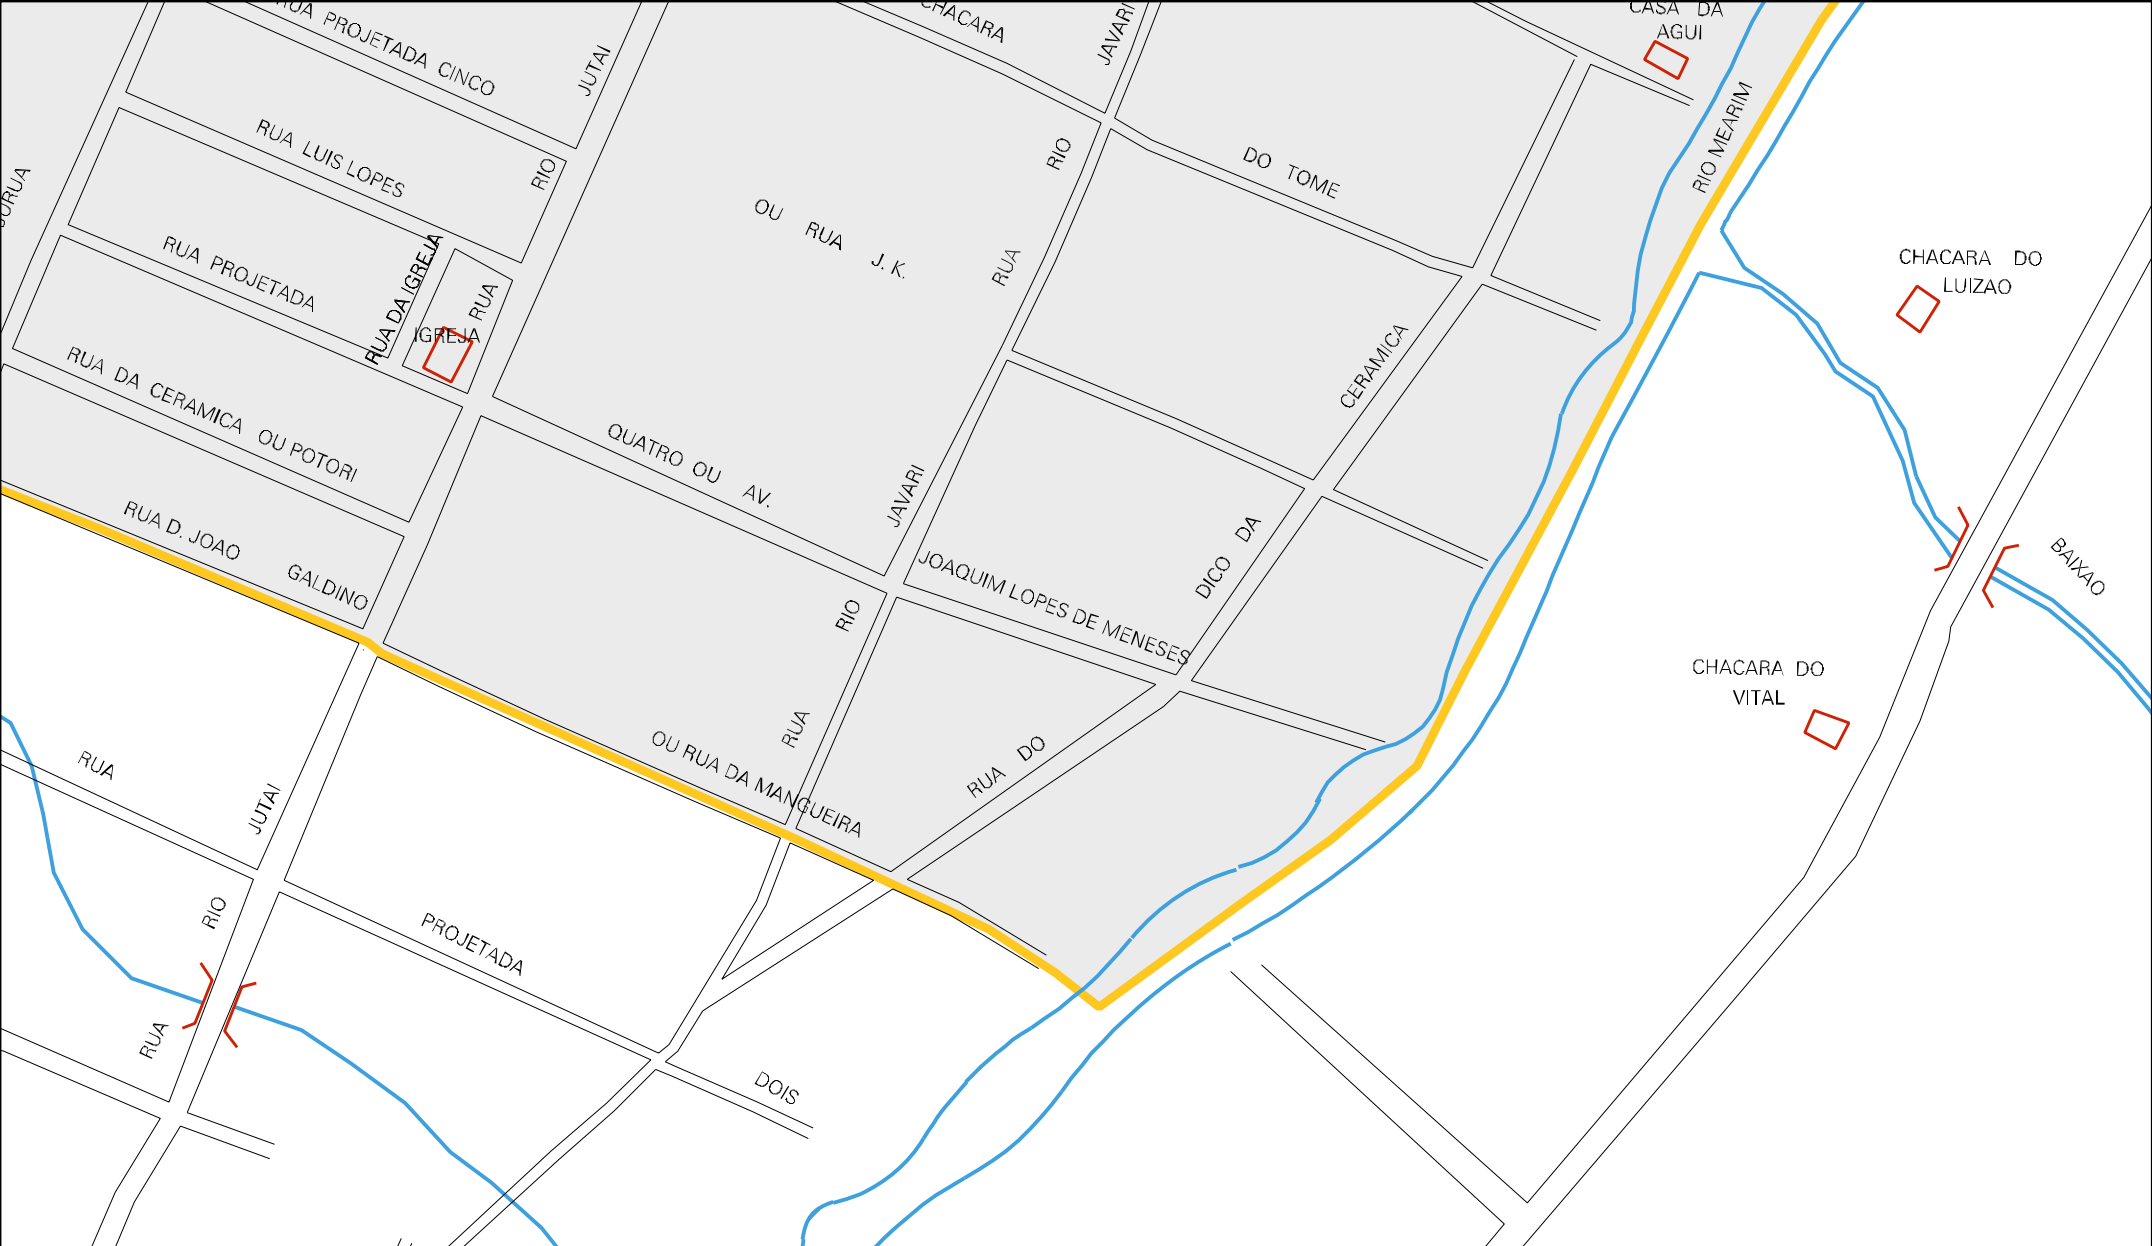 RUA PROJETADA CINCO
JUTAI
CHACARA
JAVARI
CASA DA
AGUI
RIO MEARIM
RUA LUIS LOPES
RIO
RIO
DO TOME
JURUA
RUA PROJETADA
RUA DA IGREJA
RUA
IGREJA
OU RUA J. K.
RUA
CHACARA DO
LUIZAO
RUA DA CERAMICA OU POTORI
CERAMICA
QUATRO OU AV.
JAVARI
RUA D. JOAO GALDINO
DICO DA
BAIXAO
JOAQUIM LOPES DE MENESES
RIO
CHACARA DO
VITAL
RUA
OU RUA DA MANGUEIRA
RUA DO
RUA
JUTAI
RIO
PROJETADA
RUA
DOIS